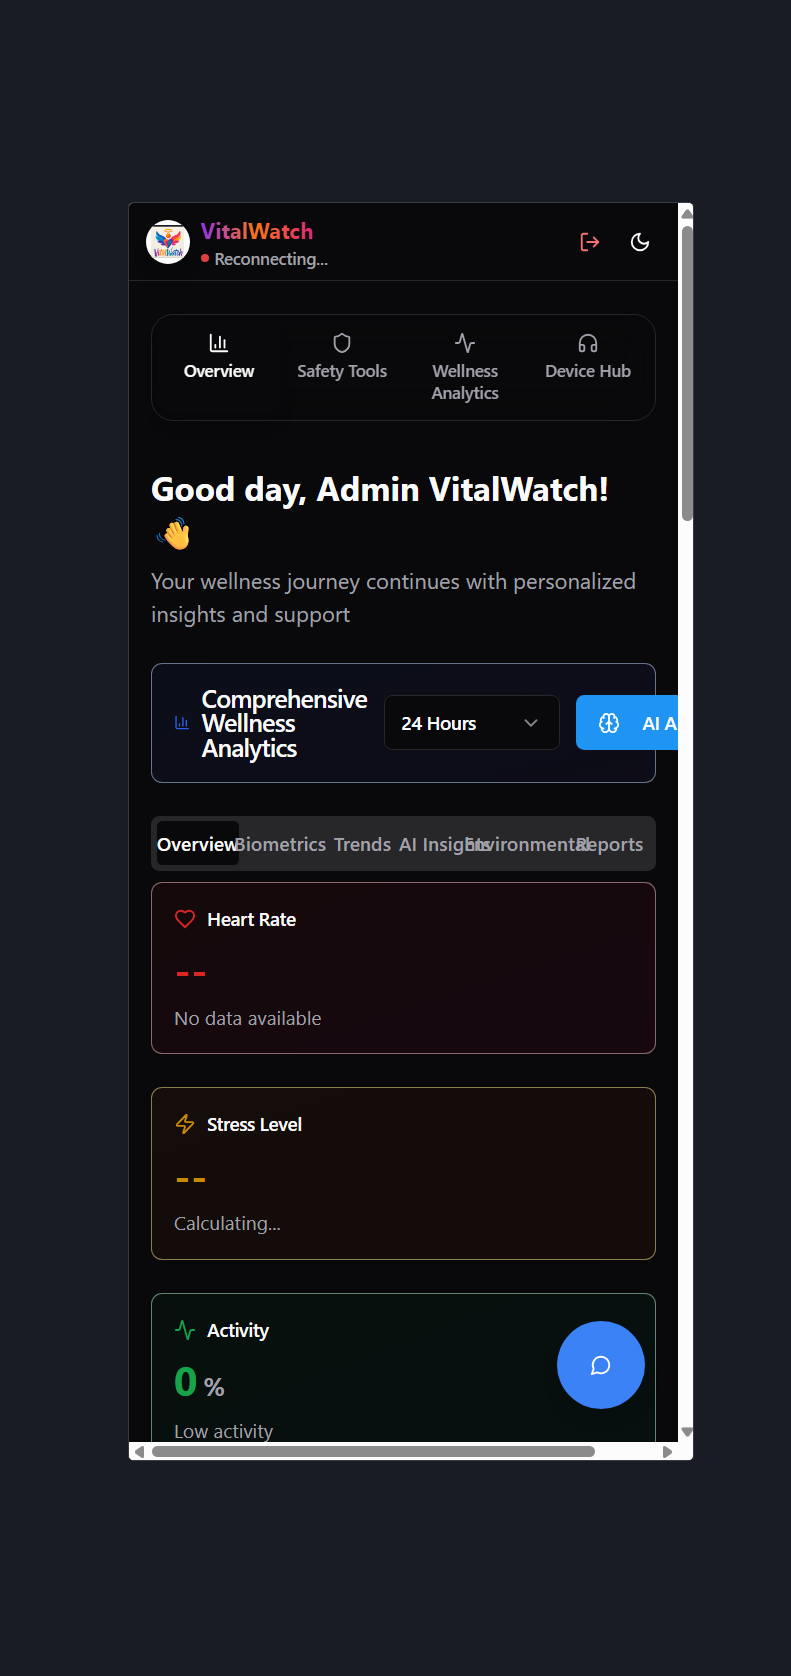 VitalWatch
Reconnecting...
Overview
Safety Tools
Wellness
Analytics
Device Hub
Good day, Admin VitalWatch!
👋
Your wellness journey continues with personalized
insights and support
Comprehensive
Wellness
Analytics
24 Hours
AI A
Overview
Biometrics
Trends
AI Insights
Environmental
Reports
Heart Rate
--
No data available
Stress Level
--
Calculating...
Activity
0 %
Low activity